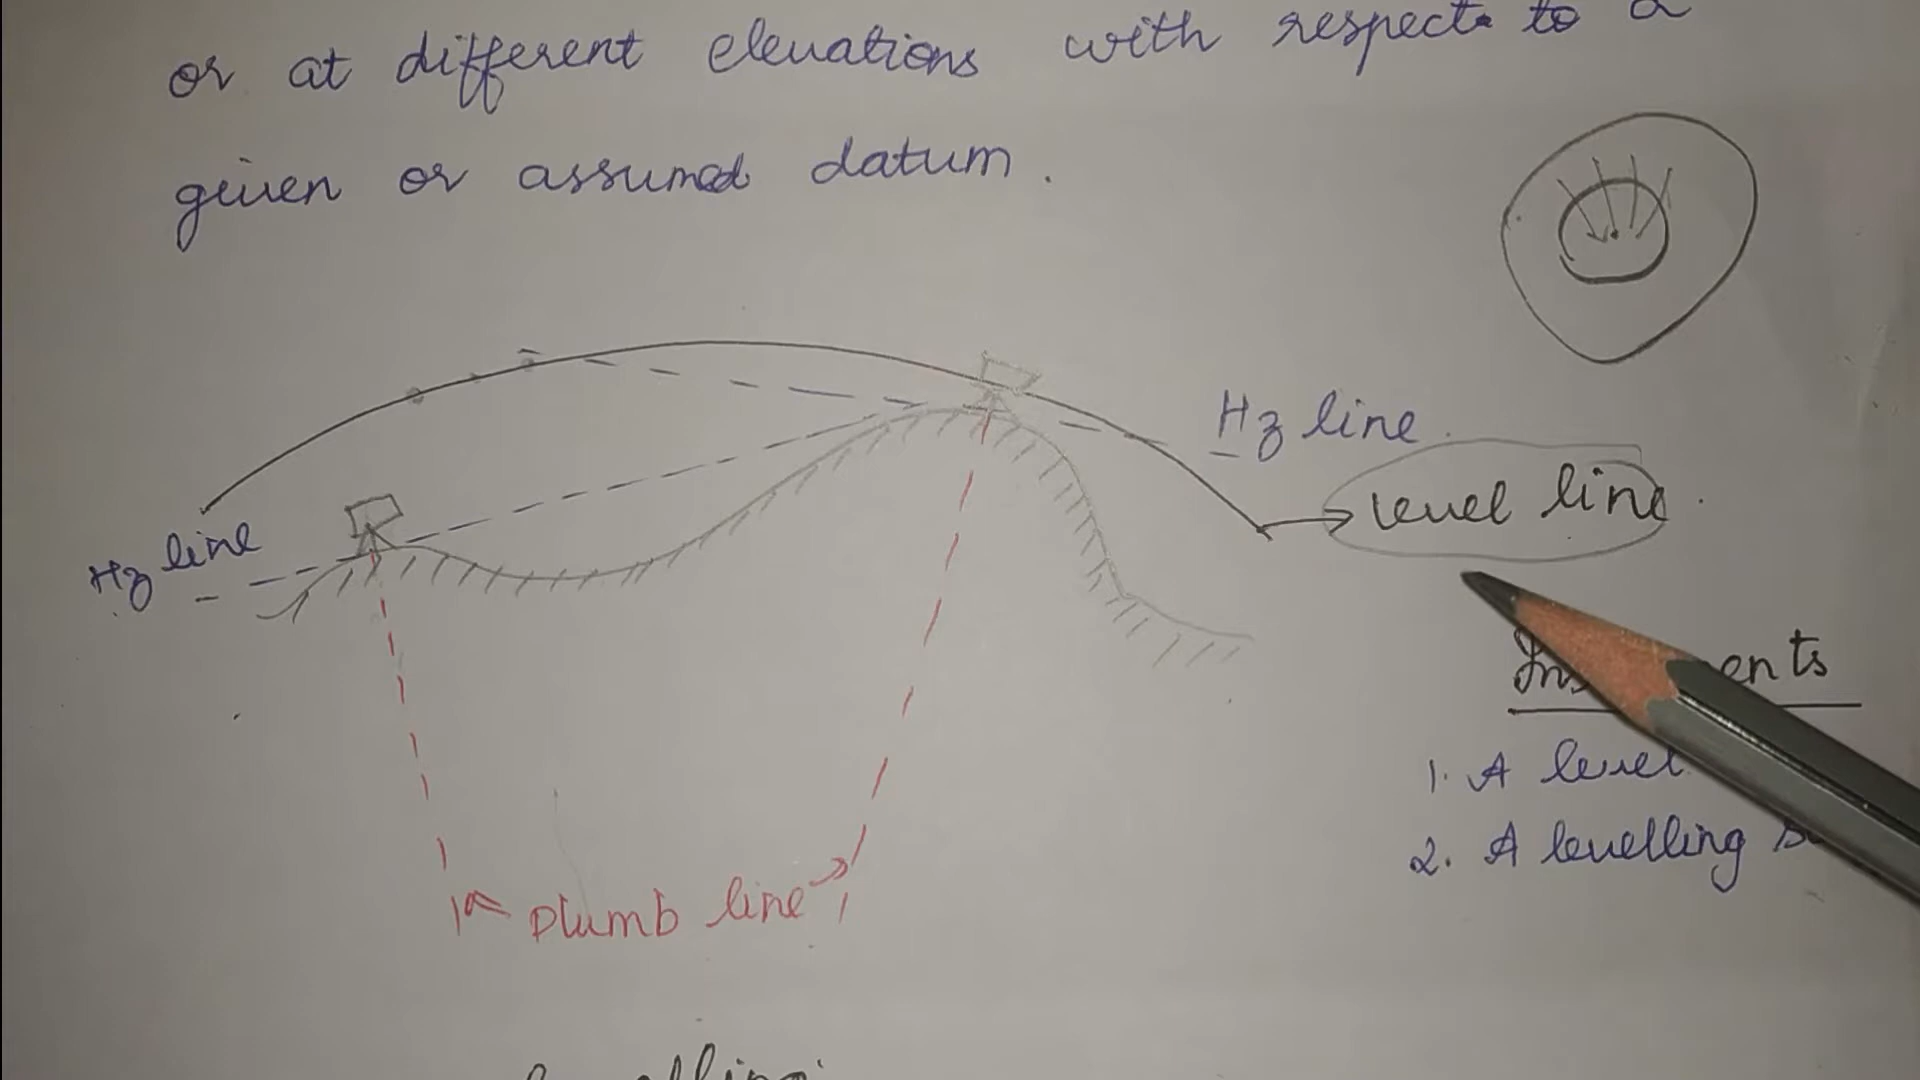 or at different elevations with respect to a
given or assumed datum.
Hz line
Hz line
level line.
1. A level
2. A levelling
plumb line
levelling: